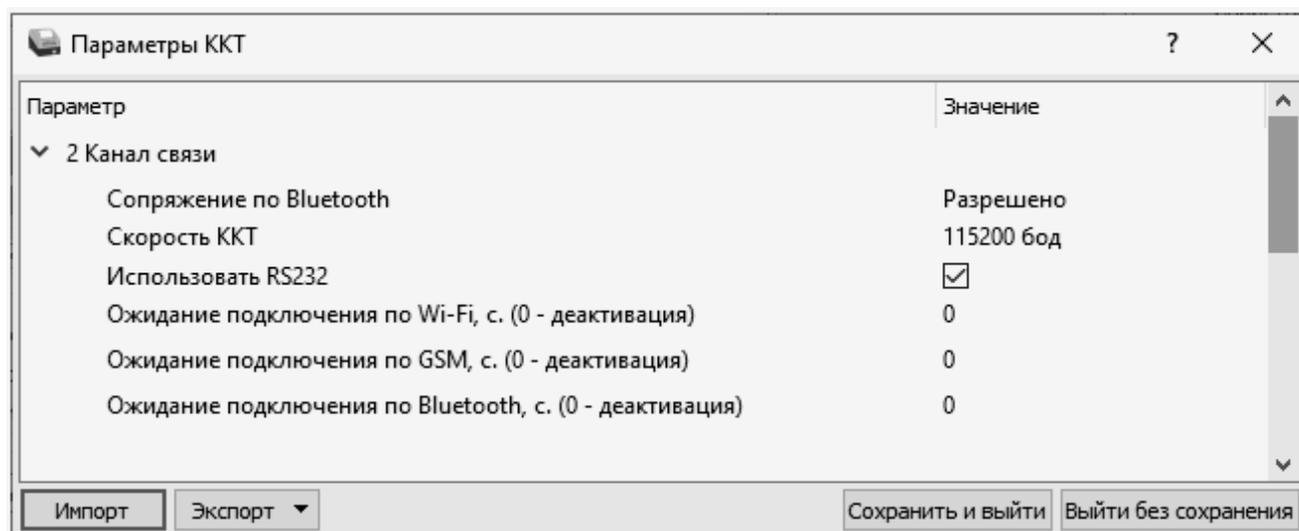 Параметры ККТ ?
Параметр Значение
2 Канал связи
Сопряжение по Bluetooth Разрешено
Скорость ККТ 115200 бод
Использовать RS232
Ожидание подключения по Wi-Fi, с. (0 - деактивация) 0
Ожидание подключения по GSM, с. (0 - деактивация) 0
Ожидание подключения по Bluetooth, с. (0 - деактивация) 0
Импорт Экспорт Сохранить и выйти Выйти без сохранения